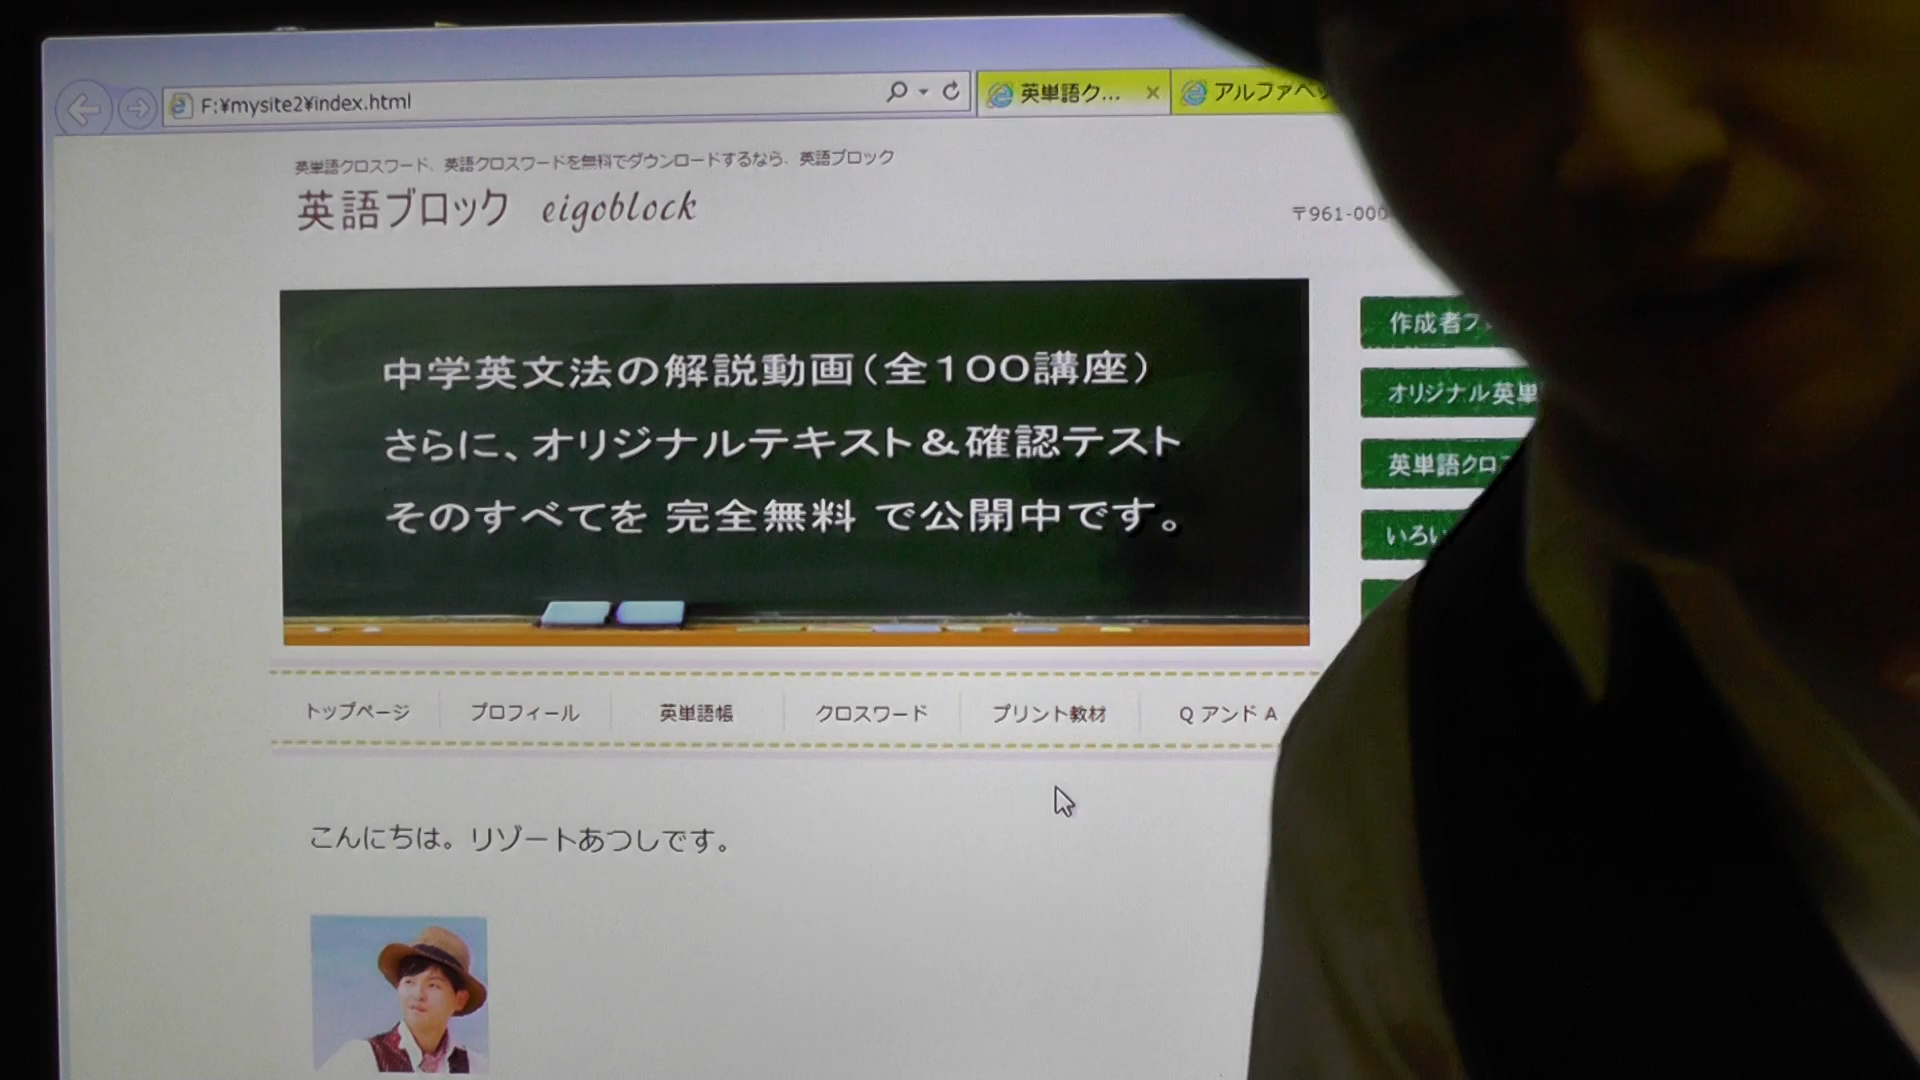 F:¥mysite2¥index.html
英単語ク...
アルファベッ
英単語クロスワード、英語クロスワードを無料でダウンロードするなら、英語ブロック
英語ブロック eigoblock
〒961-000
中学英文法の解説動画（全１００講座）
さらに、オリジナルテキスト＆確認テスト
そのすべてを 完全無料 で公開中です。
作成者プ
オリジナル英単
英単語クロ
いろい
トップページ
プロフィール
英単語帳
クロスワード
プリント教材
Q アンド A
こんにちは。リゾートあつしです。